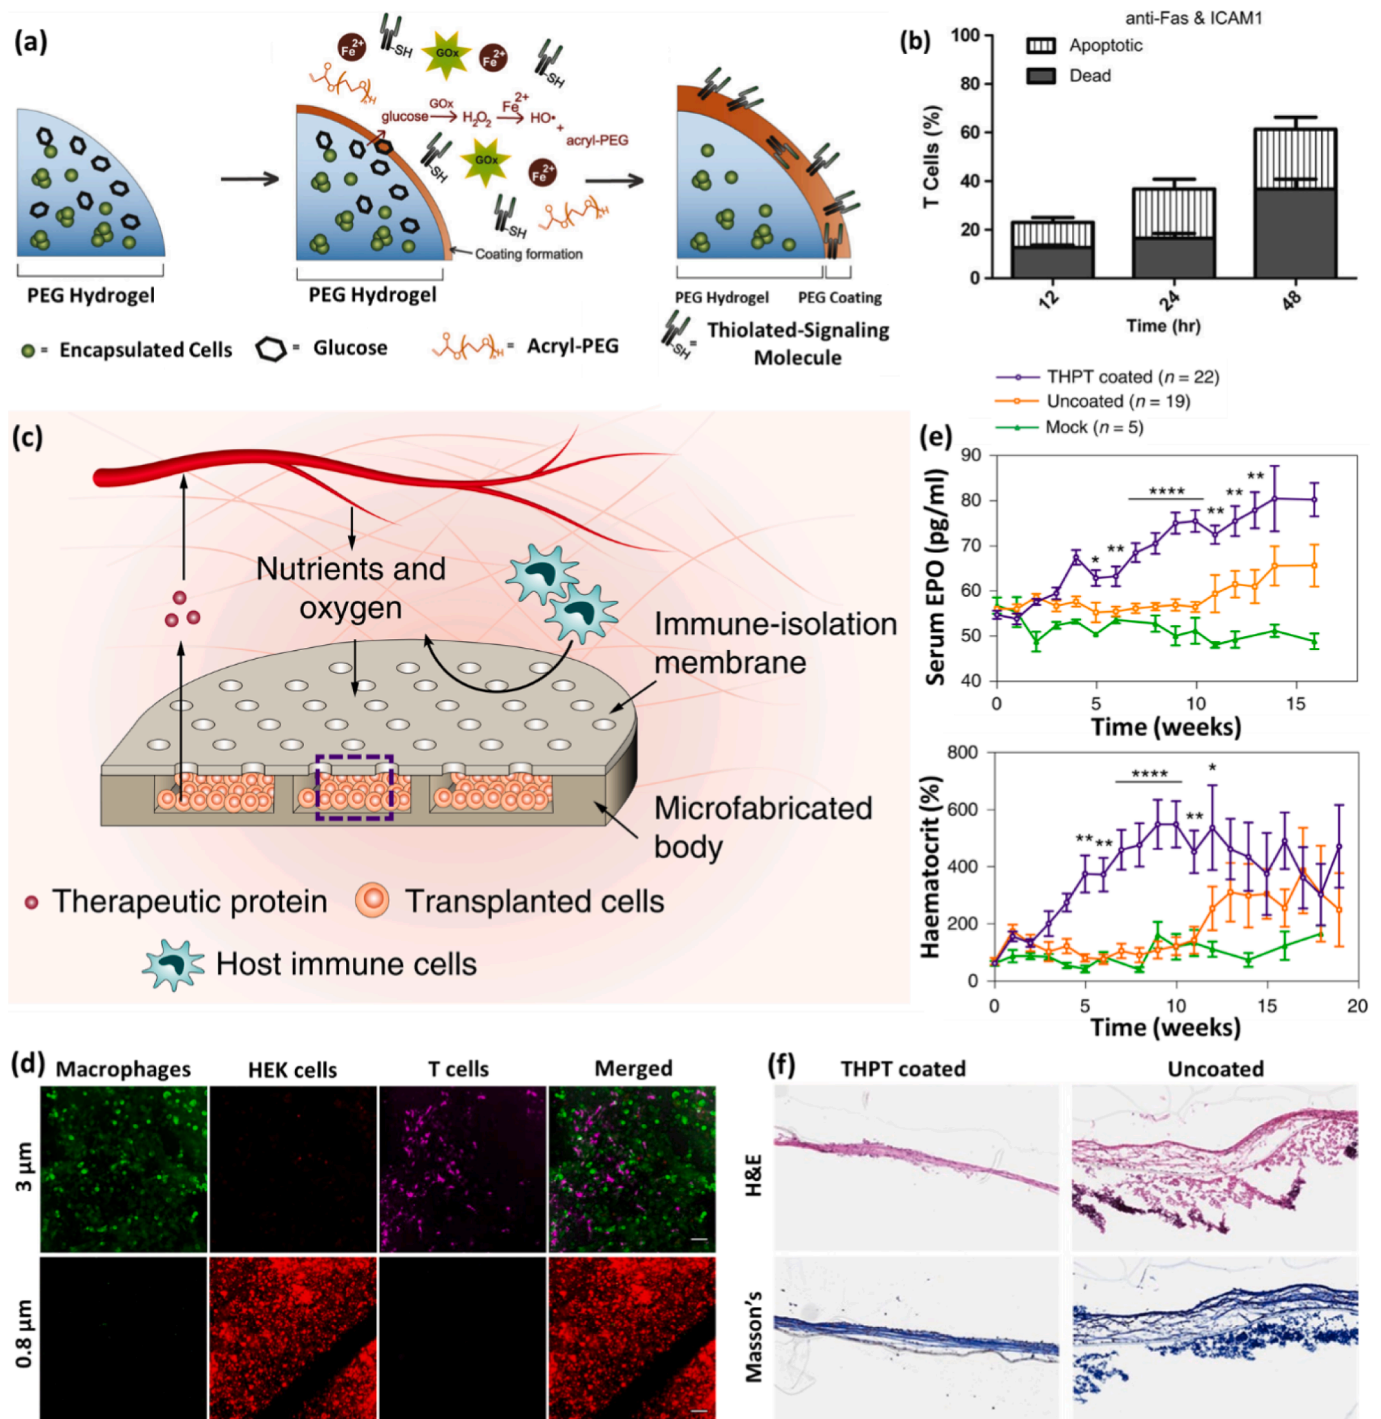 (a)
Fe2+
-SH
GOx
Fe2+
-SH
glucose GOx → H2O2 Fe2+ → HO• +
acryl-PEG
-SH
GOx
Fe2+
-SH
Coating formation
PEG Hydrogel
PEG Hydrogel
PEG Hydrogel
PEG Coating
= Encapsulated Cells
= Glucose
= Acryl-PEG
-SH
= Thiolated-Signaling
Molecule
(b)
anti-Fas & ICAM1
Apoptotic
Dead
T Cells (%)
100
80
60
40
20
0
12
24
48
Time (hr)
(c)
Nutrients and
oxygen
Immune-isolation
membrane
Microfabricated
body
Therapeutic protein
Transplanted cells
Host immune cells
THPT coated (n = 22)
Uncoated (n = 19)
Mock (n = 5)
(e)
Serum EPO (pg/ml)
90
80
70
60
50
40
* ** **** ** ** **
0 5 10 15
Time (weeks)
Haematocrit (%)
800
600
400
200
0
** ** **** ** *
0 5 10 15 20
Time (weeks)
(d)
Macrophages
HEK cells
T cells
Merged
3 μm
0.8 μm
(f)
THPT coated
Uncoated
H&E
Masson's